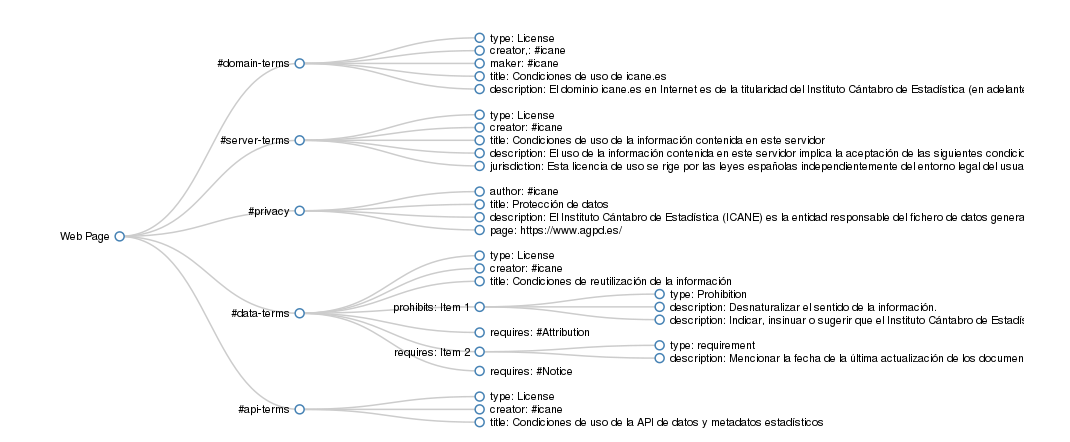 Web Page
#domain-terms
type: License
creator,: #icane
maker: #icane
title: Condiciones de uso de icane.es
description: El dominio icane.es en Internet es de la titularidad del Instituto Cántabro de Estadística (en adelante
#server-terms
type: License
creator: #icane
title: Condiciones de uso de la información contenida en este servidor
description: El uso de la información contenida en este servidor implica la aceptación de las siguientes condicio
jurisdiction: Esta licencia de uso se rige por las leyes españolas independientemente del entorno legal del usua
#privacy
author: #icane
title: Protección de datos
description: El Instituto Cántabro de Estadística (ICANE) es la entidad responsable del fichero de datos genera
page: https://www.agpd.es/
#data-terms
type: License
creator: #icane
title: Condiciones de reutilización de la información
prohibits: Item 1
type: Prohibition
description: Desnaturalizar el sentido de la información.
description: Indicar, insinuar o sugerir que el Instituto Cántabro de Estadís
requires: #Attribution
requires: Item 2
type: requirement
description: Mencionar la fecha de la última actualización de los documen
requires: #Notice
#api-terms
type: License
creator: #icane
title: Condiciones de uso de la API de datos y metadatos estadísticos